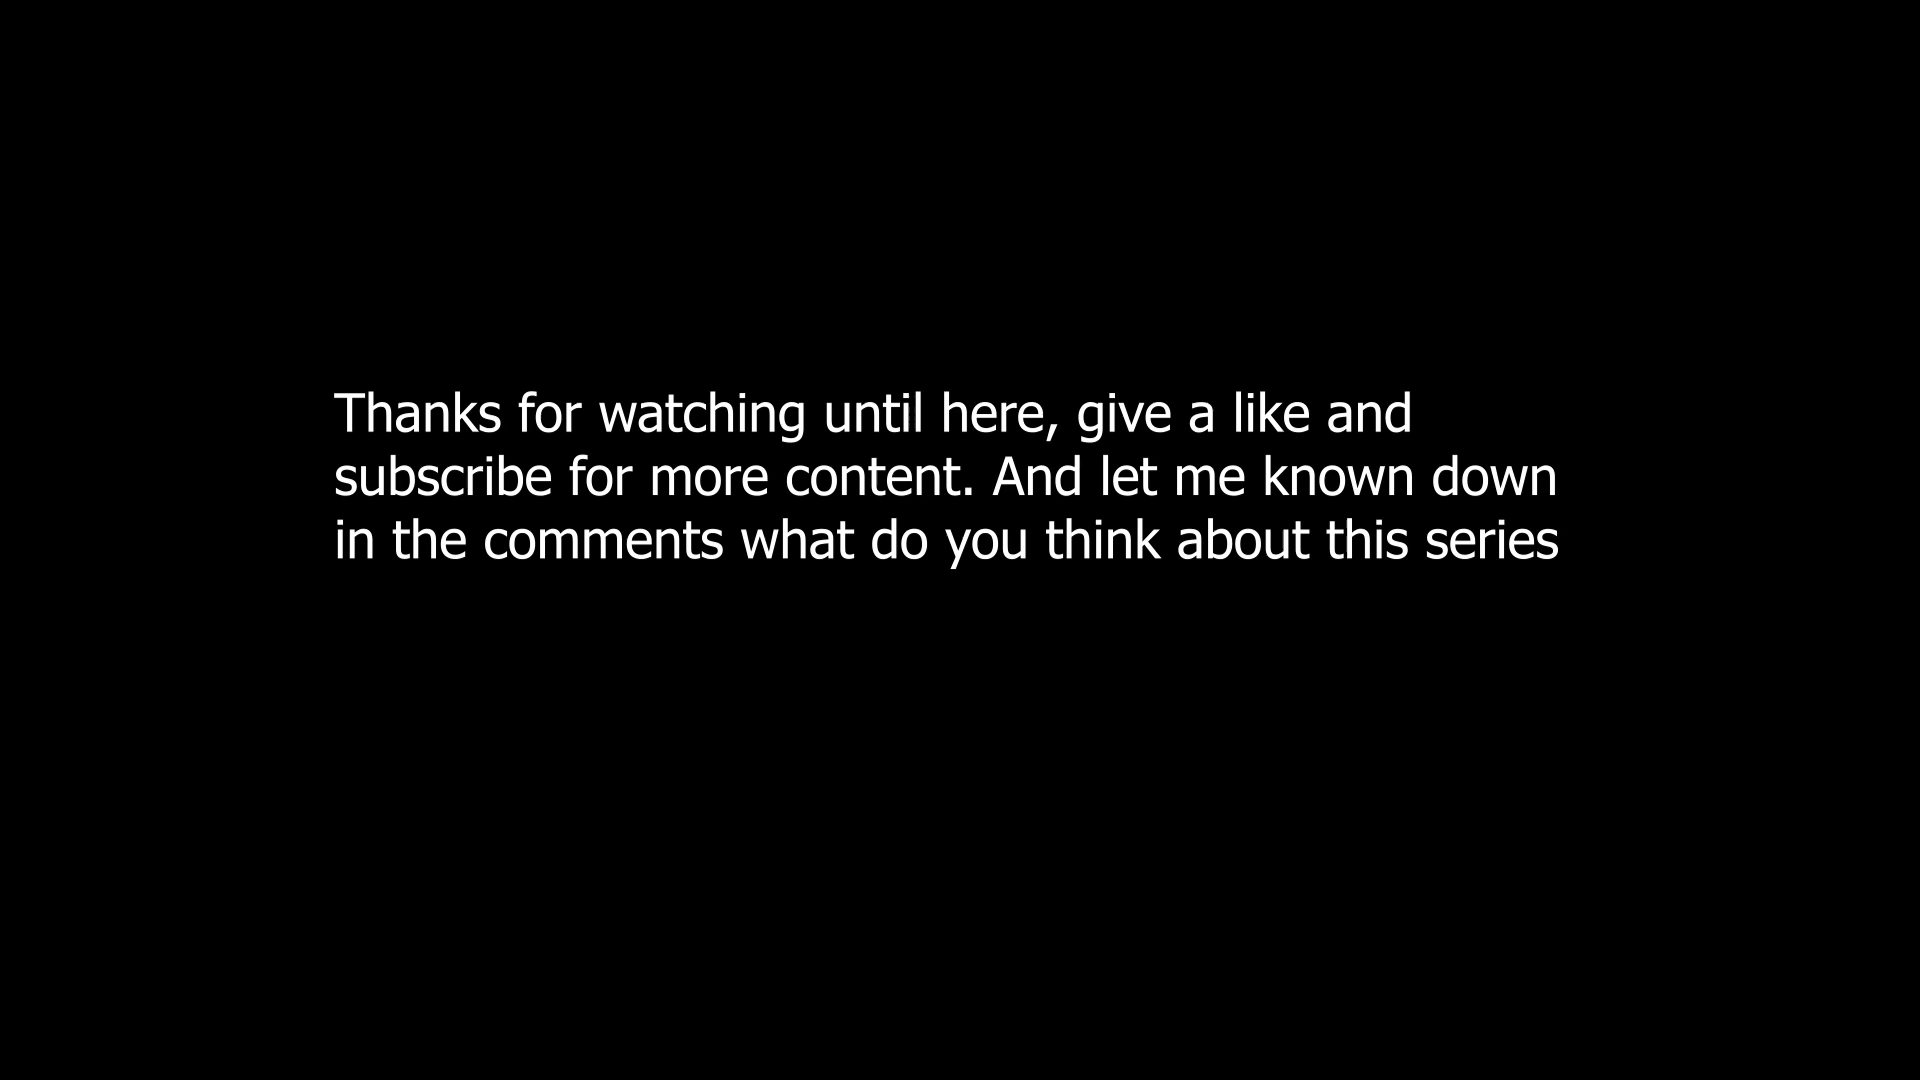 Thanks for watching until here, give a like and
subscribe for more content. And let me known down
in the comments what do you think about this series